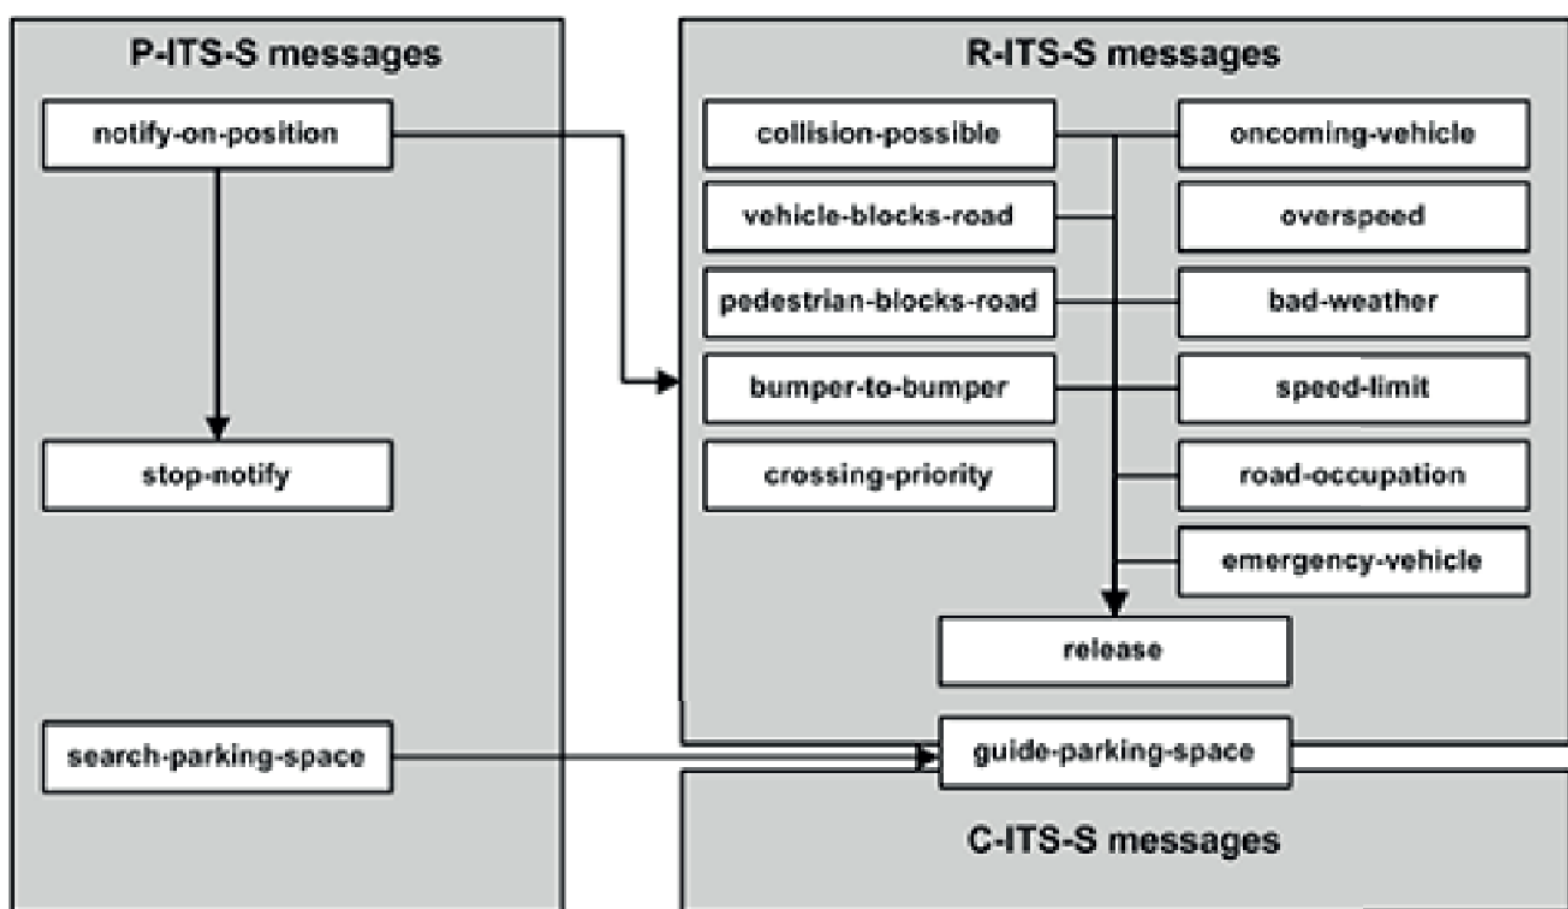 P-ITS-S messages
notify-on-position
stop-notify
search-parking-space
R-ITS-S messages
collision-possible
oncoming-vehicle
vehicle-blocks-road
overspeed
pedestrian-blocks-road
bad-weather
bumper-to-bumper
speed-limit
crossing-priority
road-occupation
emergency-vehicle
release
guide-parking-space
C-ITS-S messages